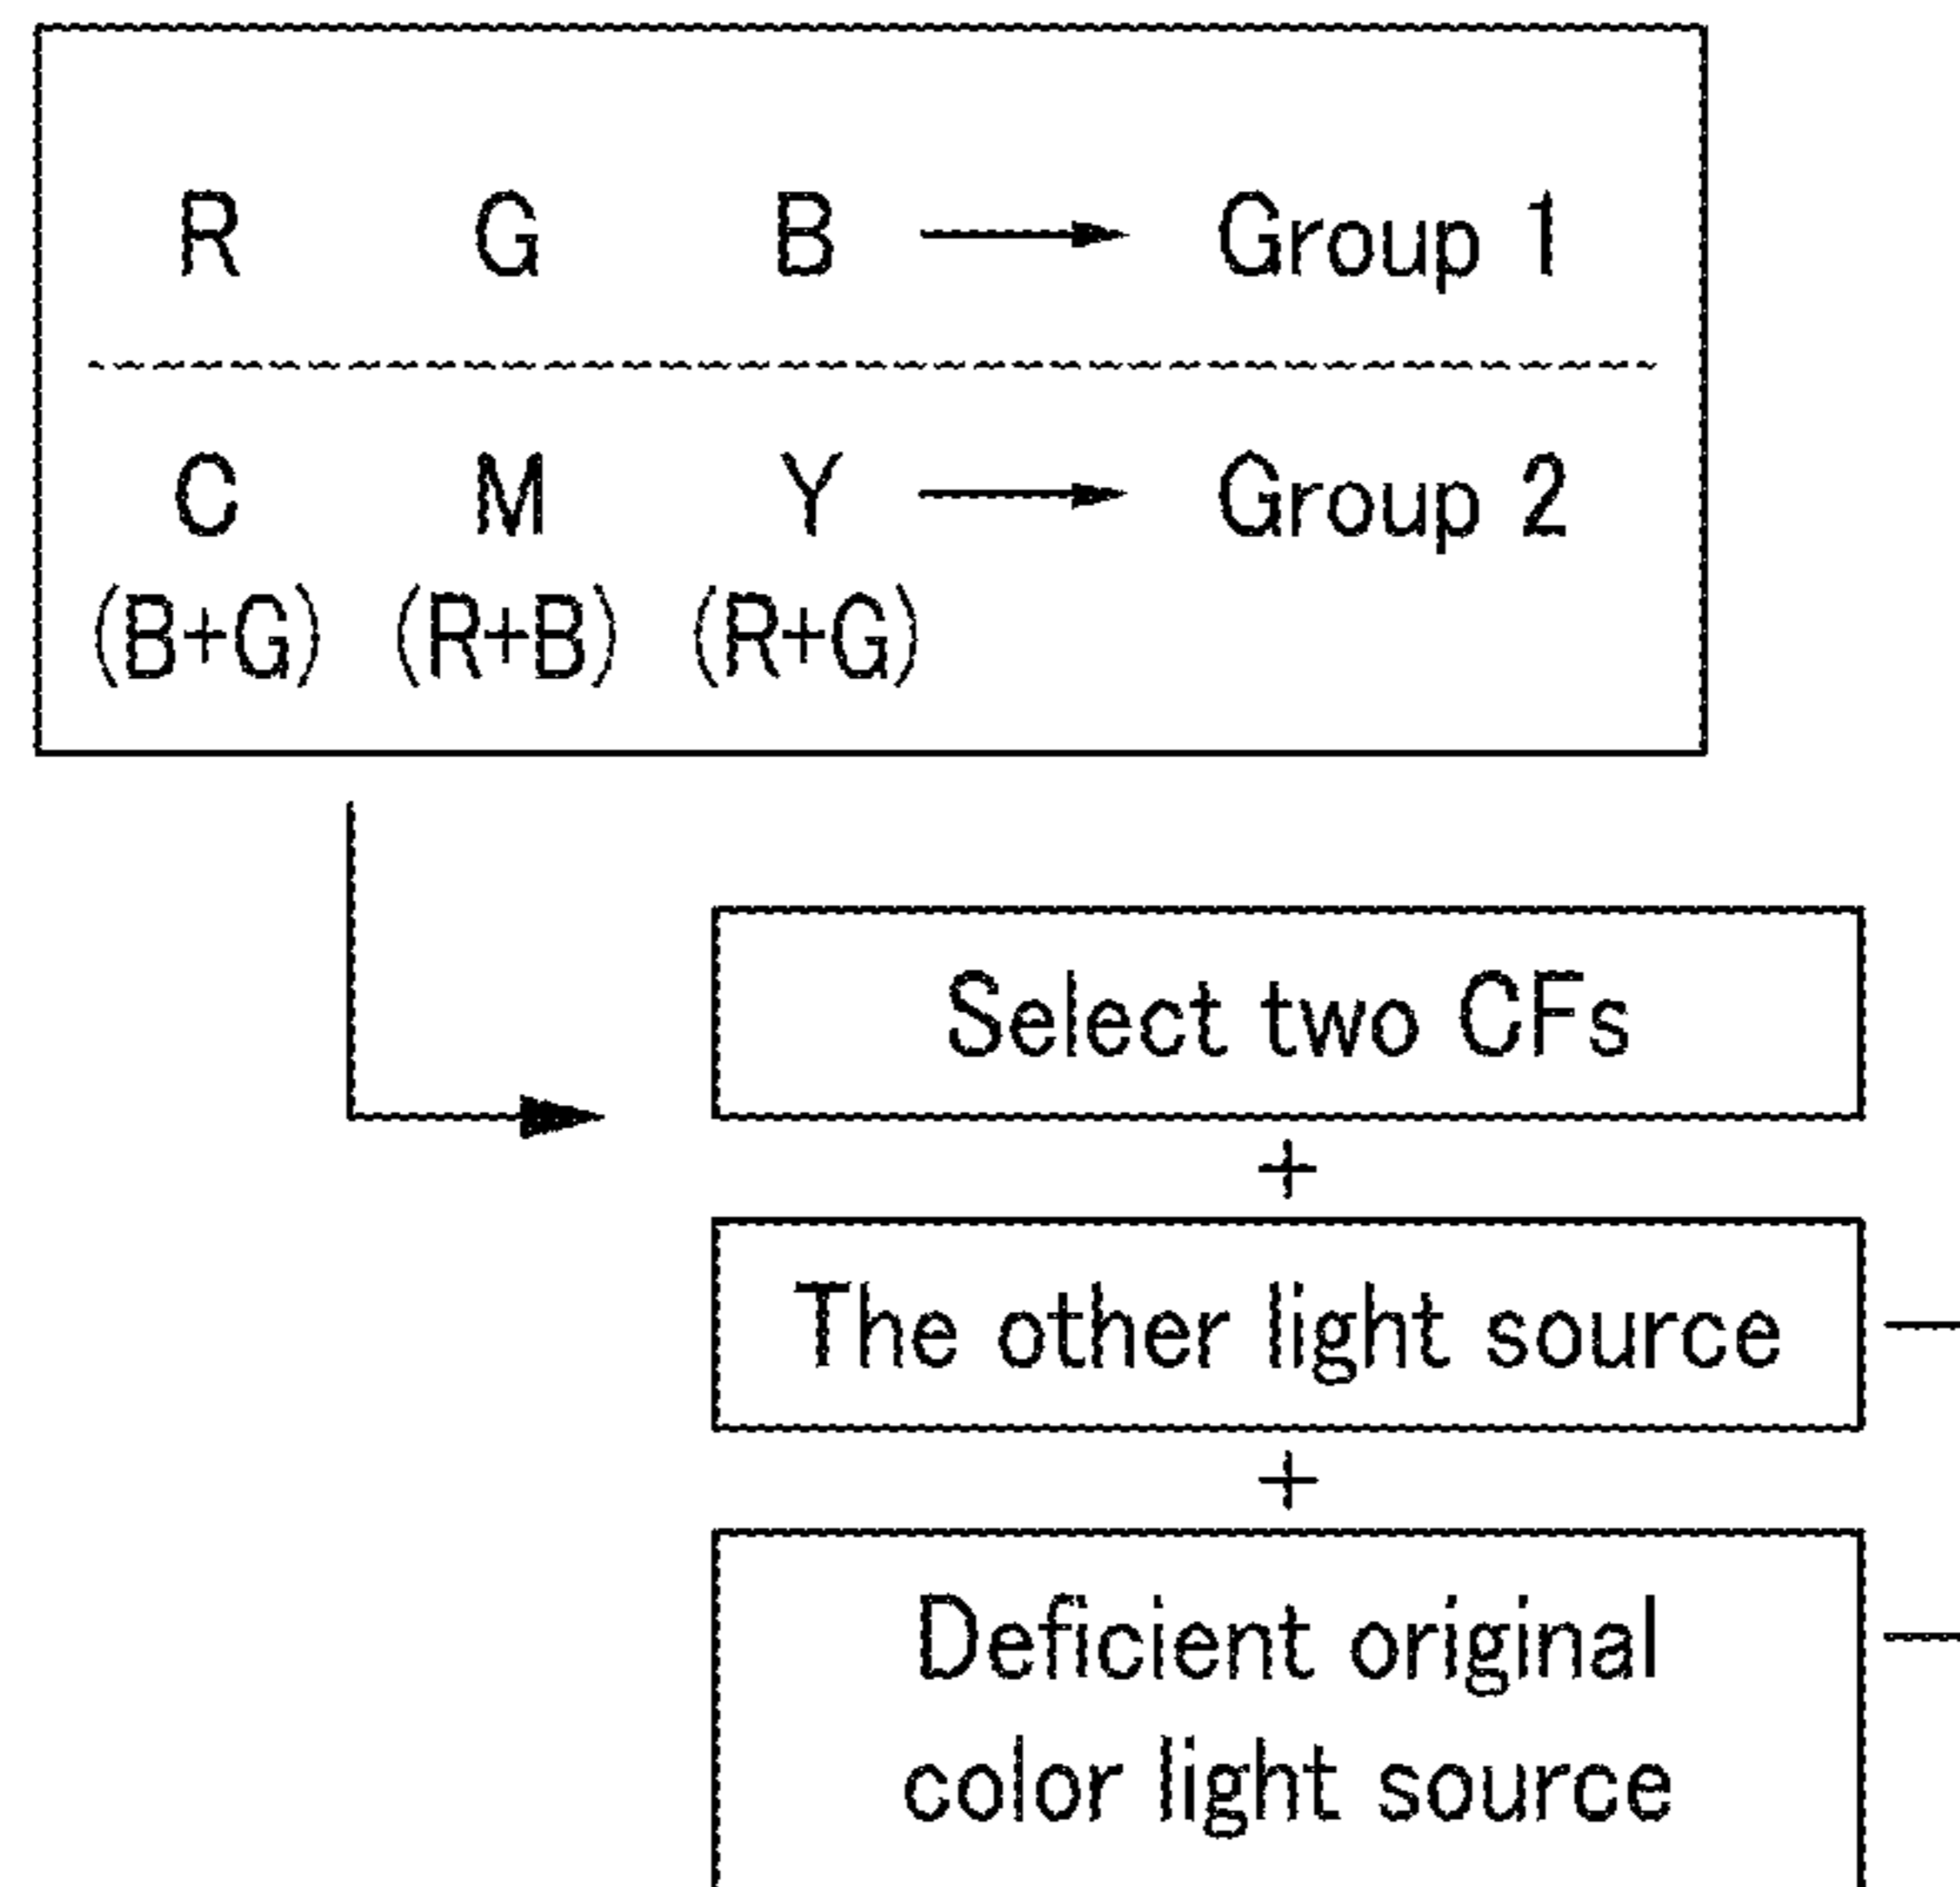 R G B → Group 1
C M Y → Group 2
(B+G) (R+B) (R+G)
Select two CFs
+
The other light source
+
Deficient original
color light source